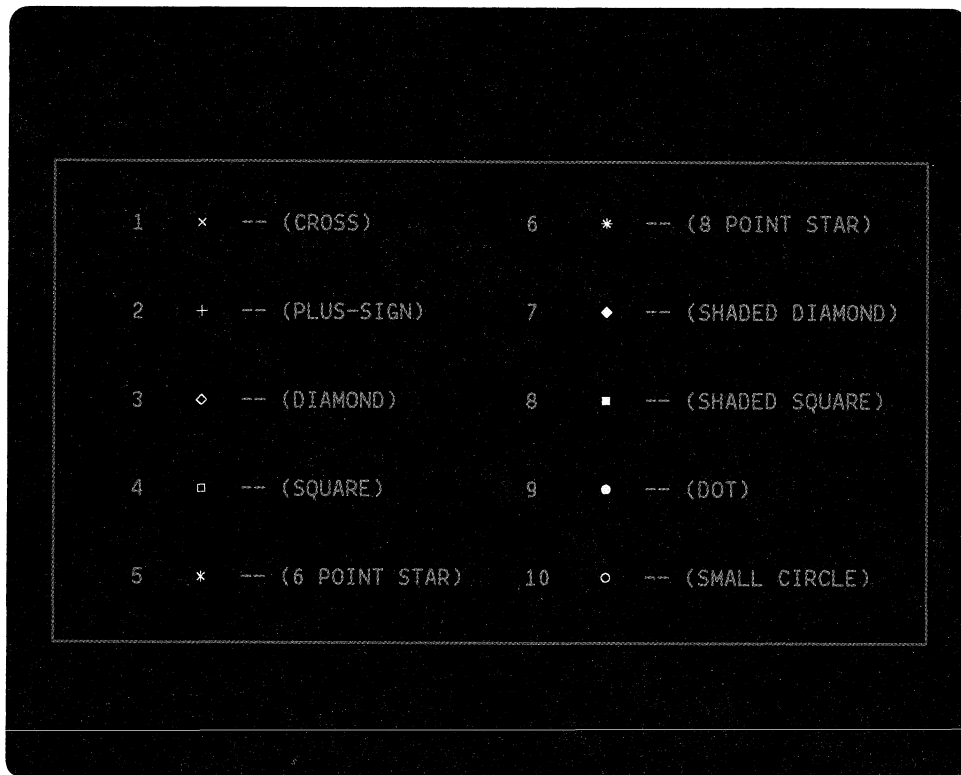 1 × -- (CROSS)
2 + -- (PLUS-SIGN)
3 ◇ -- (DIAMOND)
4 □ -- (SQUARE)
5 * -- (6 POINT STAR)
6 * -- (8 POINT STAR)
7 ◆ -- (SHADED DIAMOND)
8 ■ -- (SHADED SQUARE)
9 ● -- (DOT)
10 ○ -- (SMALL CIRCLE)